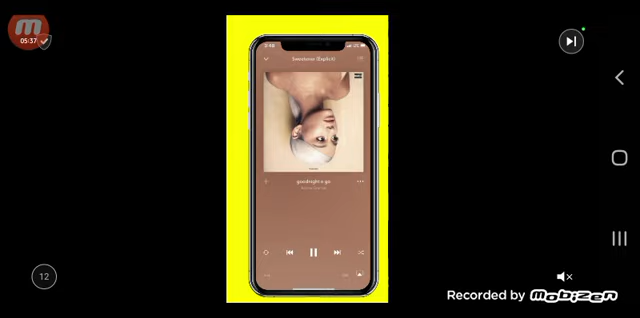 05:37
Sweetener (Explicit)
goodnight n go
12
Recorded by mobizen